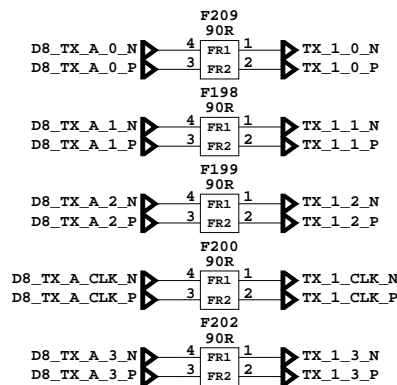 F209
90R
D8_TX_A_0_N 4 FR1 1 TX_1_0_N
D8_TX_A_0_P 3 FR2 2 TX_1_0_P
F198
90R
D8_TX_A_1_N 4 FR1 1 TX_1_1_N
D8_TX_A_1_P 3 FR2 2 TX_1_1_P
F199
90R
D8_TX_A_2_N 4 FR1 1 TX_1_2_N
D8_TX_A_2_P 3 FR2 2 TX_1_2_P
F200
90R
D8_TX_A_CLK_N 4 FR1 1 TX_1_CLK_N
D8_TX_A_CLK_P 3 FR2 2 TX_1_CLK_P
F202
90R
D8_TX_A_3_N 4 FR1 1 TX_1_3_N
D8_TX_A_3_P 3 FR2 2 TX_1_3_P